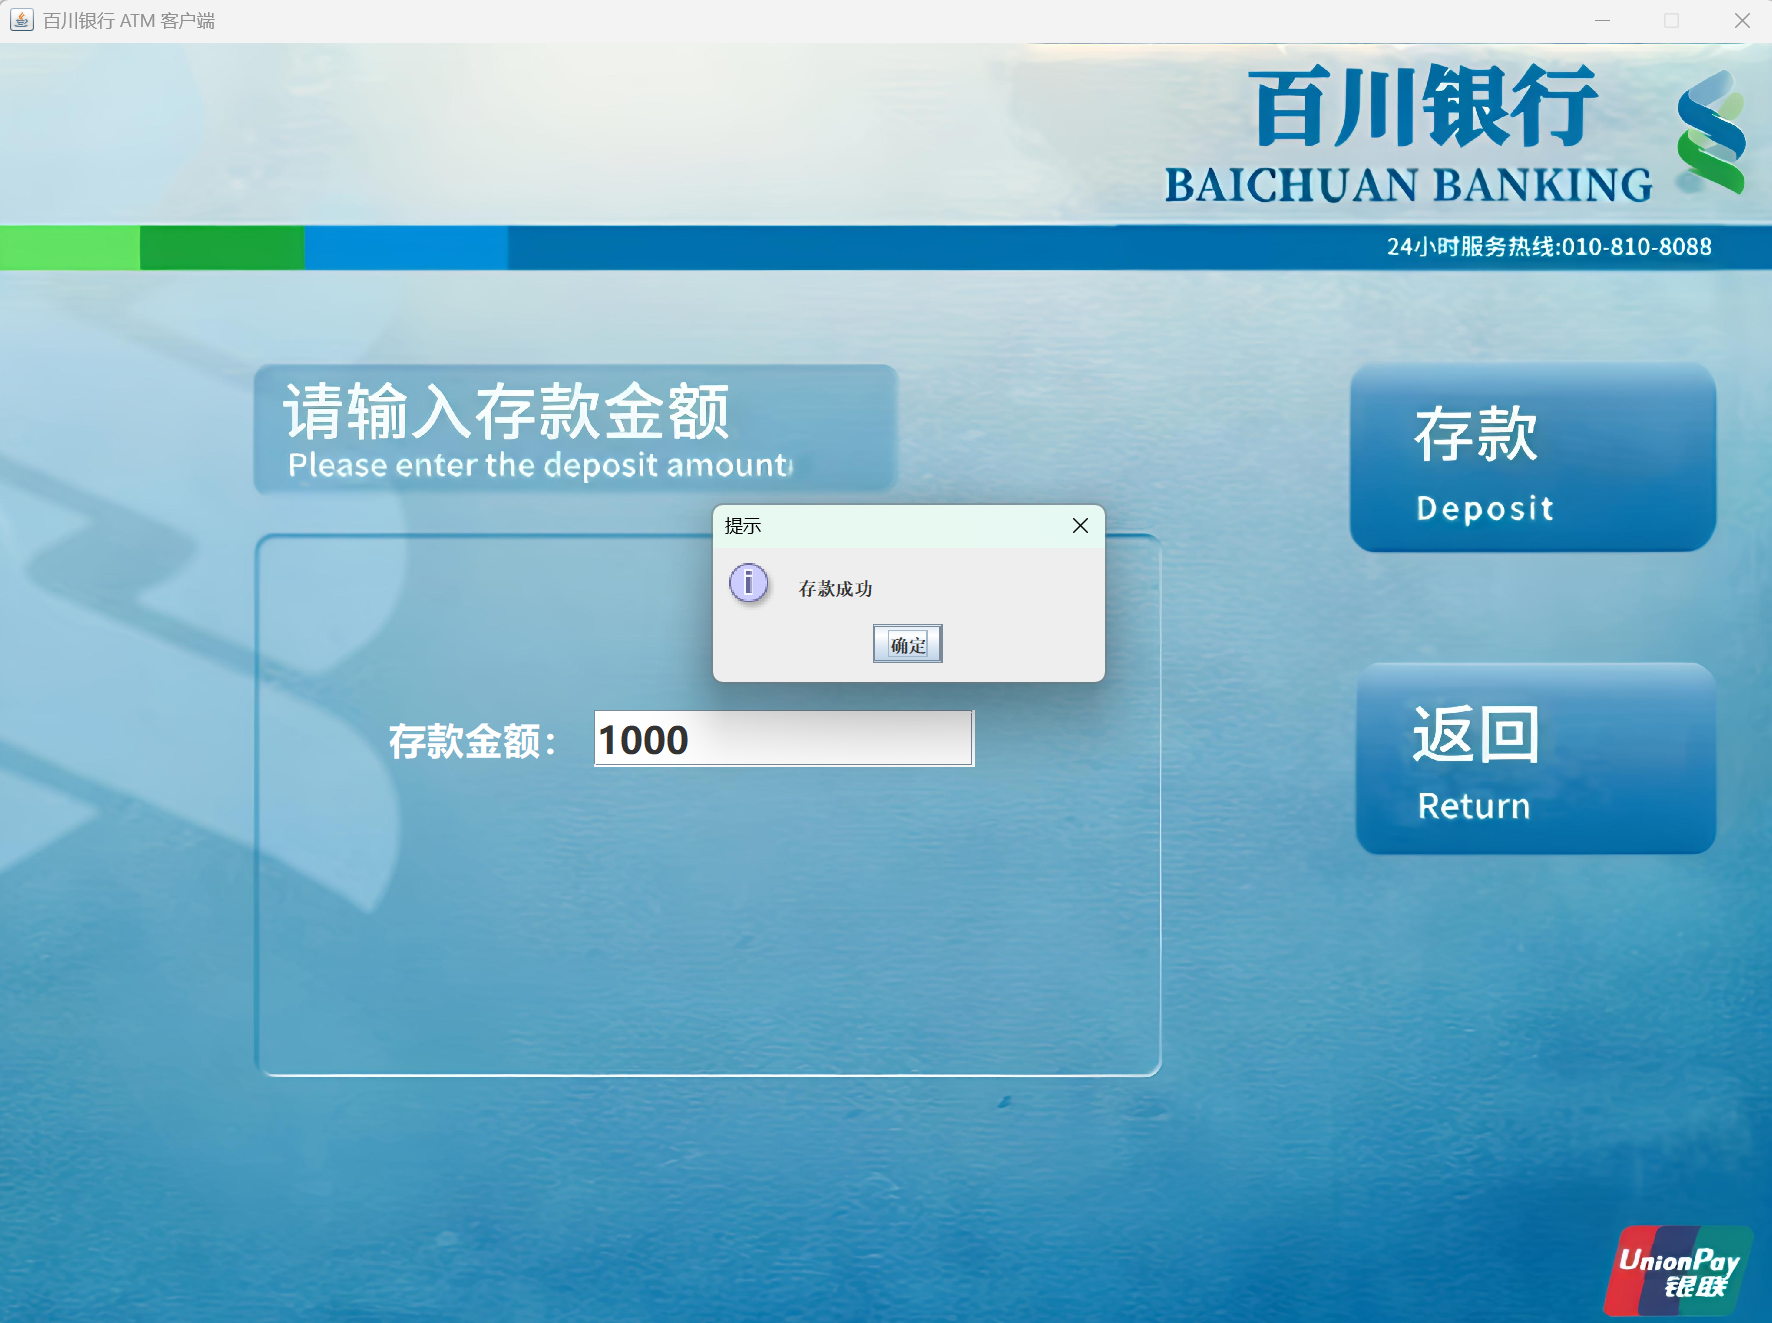 百川银行 ATM 客户端
百川银行
BAICHUAN BANKING
24小时服务热线:010-810-8088
请输入存款金额
Please enter the deposit amount
存款
Deposit
提示
存款成功
确定
存款金额：
1000
返回
Return
UnionPay
银联